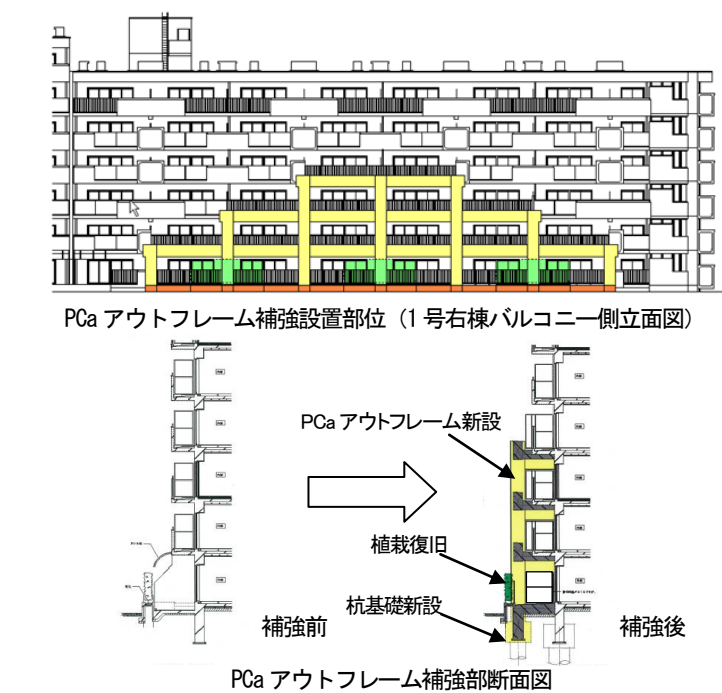 PCa アウトフレーム補強設置部位（1 号右棟バルコニー側立面図）
PCa アウトフレーム新設
植栽復旧
杭基礎新設
補強前
補強後
PCa アウトフレーム補強部断面図